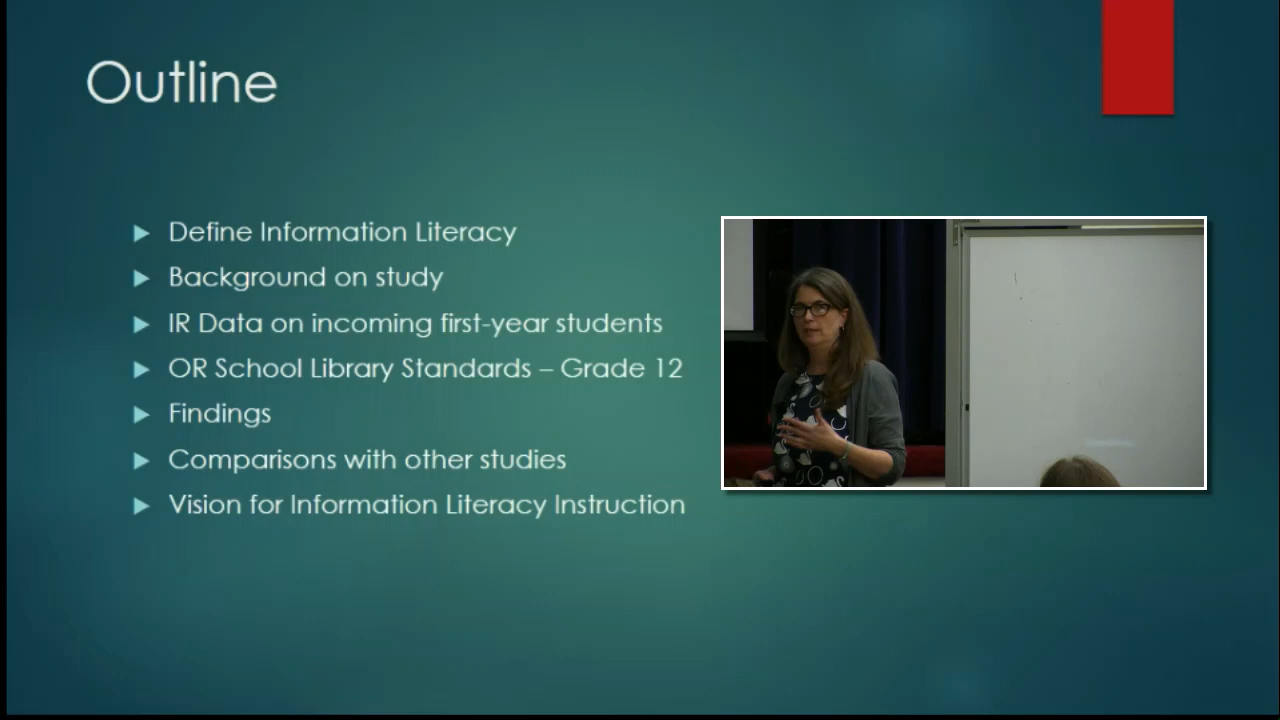 Outline
Define Information Literacy
Background on study
IR Data on incoming first-year students
OR School Library Standards – Grade 12
Findings
Comparisons with other studies
Vision for Information Literacy Instruction